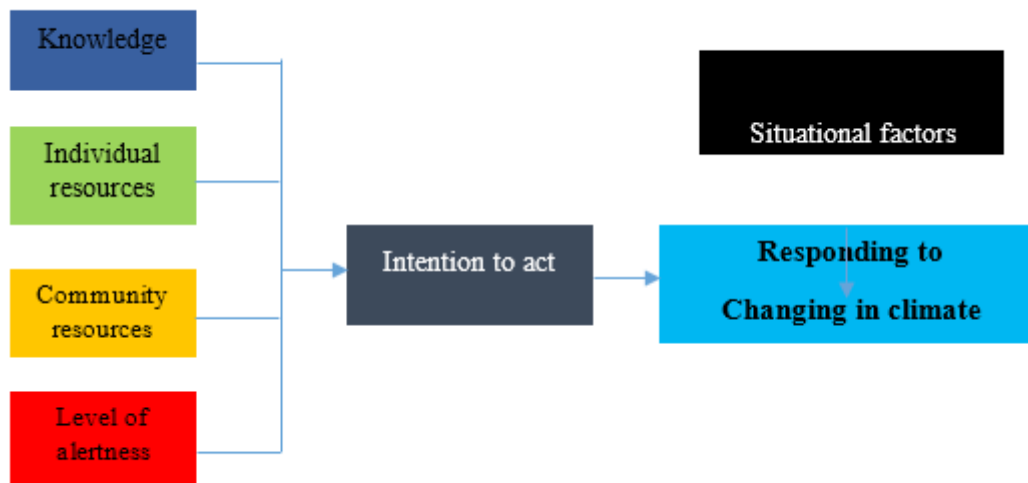 Knowledge
Individual
resources
Community
resources
Level of
alertness
Intention to act
Situational factors
Responding to
Changing in climate